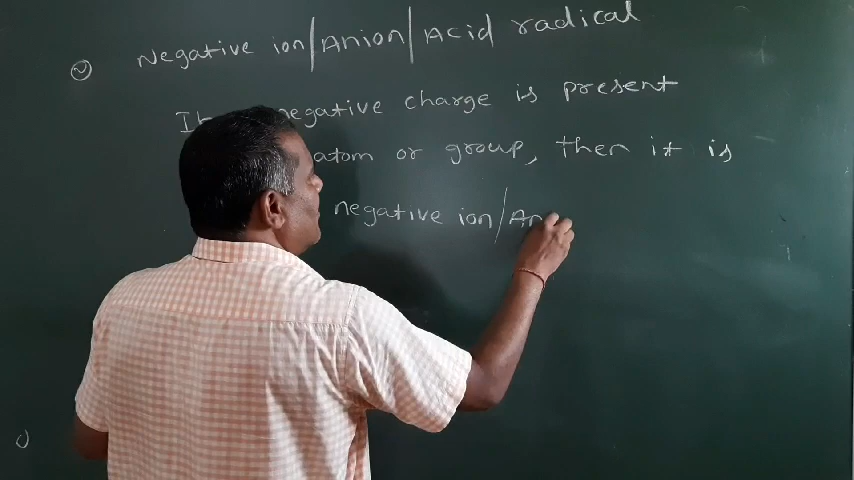 ② Negative ion/Anion/Acid radical
If negative charge is present
atom or group, then it is
negative ion/An